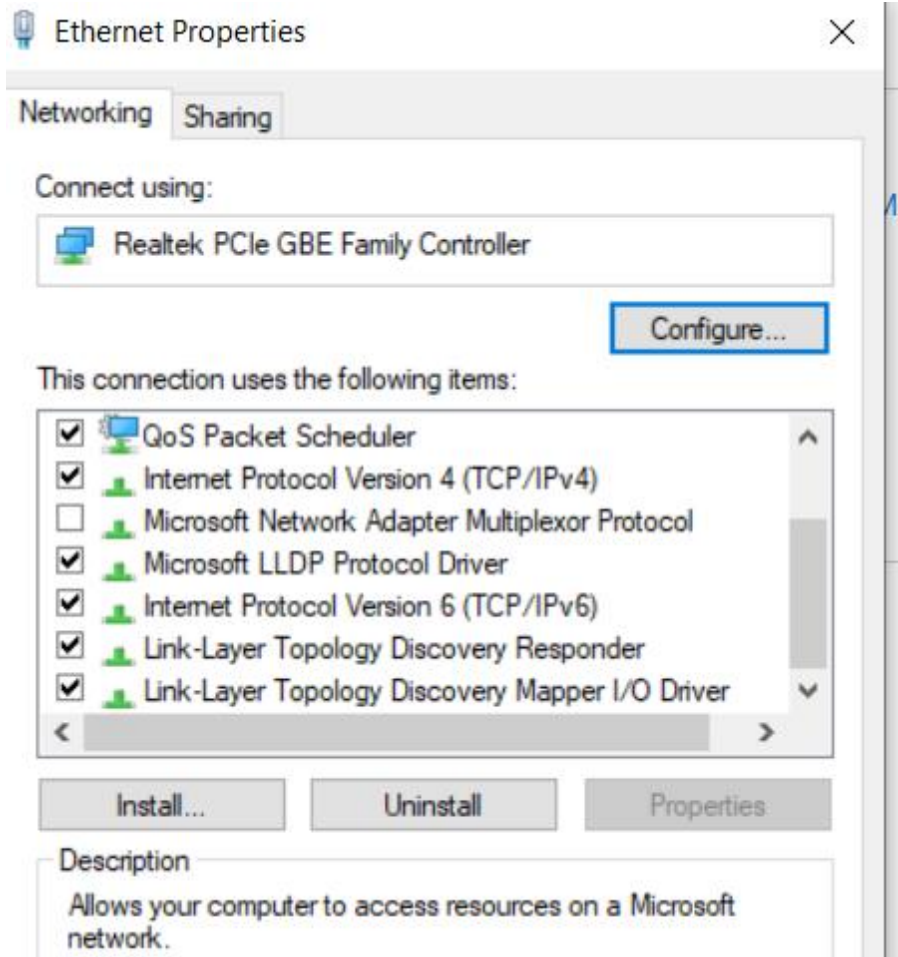 Ethernet Properties
Networking
Sharing
Connect using:
Realtek PCIe GBE Family Controller
Configure...
This connection uses the following items:
QoS Packet Scheduler
Internet Protocol Version 4 (TCP/IPv4)
Microsoft Network Adapter Multiplexor Protocol
Microsoft LLDP Protocol Driver
Internet Protocol Version 6 (TCP/IPv6)
Link-Layer Topology Discovery Responder
Link-Layer Topology Discovery Mapper I/O Driver
Install...
Uninstall
Properties
Description
Allows your computer to access resources on a Microsoft
network.